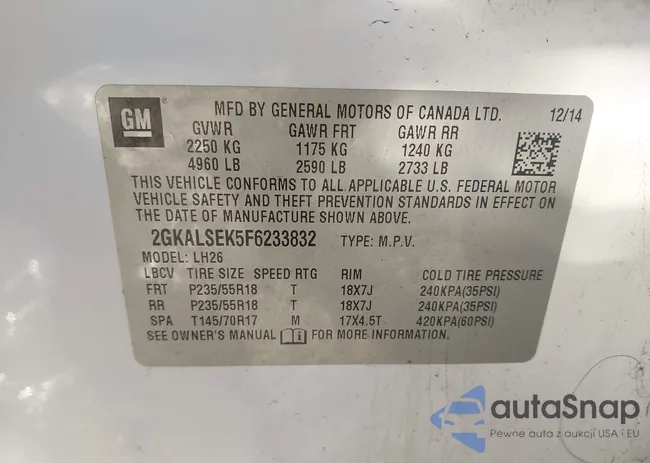 GM ® MFD BY GENERAL MOTORS OF CANADA LTD. 12/14
GVWR GAWR FRT GAWR RR
2250 KG 1175 KG 1240 KG
4960 LB 2590 LB 2733 LB
THIS VEHICLE CONFORMS TO ALL APPLICABLE U.S. FEDERAL MOTOR
VEHICLE SAFETY AND THEFT PREVENTION STANDARDS IN EFFECT ON
THE DATE OF MANUFACTURE SHOWN ABOVE.
2GKALSEK5F6233832 TYPE: M.P.V.
MODEL: LH26
LBCV TIRE SIZE SPEED RTG RIM COLD TIRE PRESSURE
FRT P235/55R18 T 18X7J 240KPA(35PSI)
RR P235/55R18 T 18X7J 240KPA(35PSI)
SPA T145/70R17 M 17X4.5T 420KPA(60PSI)
SEE OWNER'S MANUAL FOR MORE INFORMATION.
autaSnap
Pewne auta z aukcji USA i EU